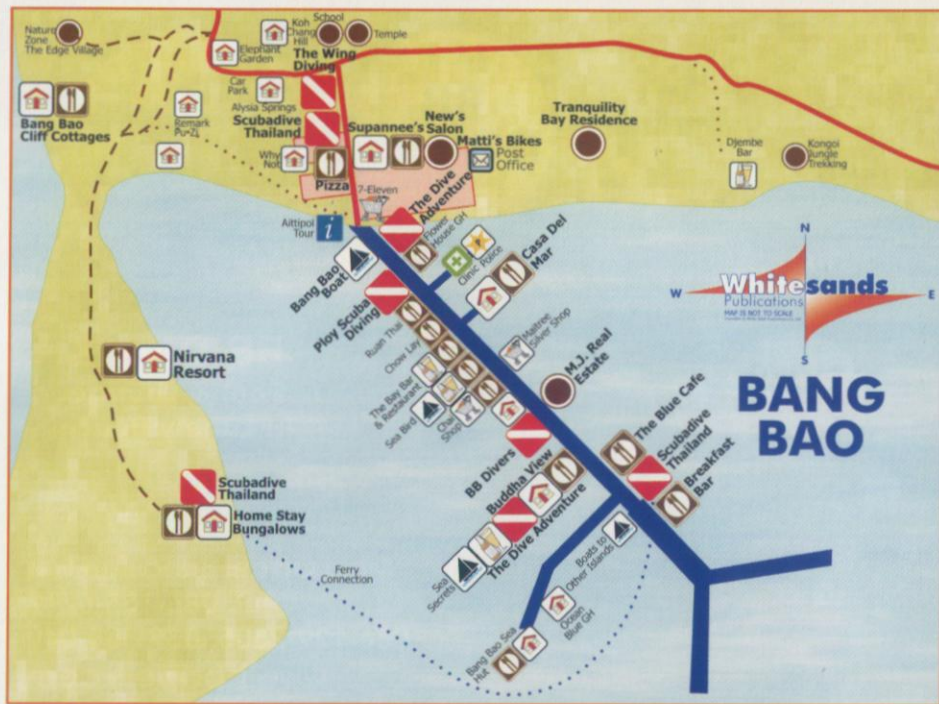 Nature
Zone
The Edge Village
Koh
Chang
Hill
School
Temple
Elephant
Garden
The Wing
Diving
Car
Park
Alysia Springs
Bang Bao
Cliff Cottages
Remark
Pu-Zi
Scubadive
Thailand
Why
Not
Pizza
Supannee's
New's
Salon
Matti's Bikes
Post
Office
Tranquility
Bay Residence
Djembe
Bar
Kongoi
Jungle
Trekking
7-Eleven
Aittipol
Tour
i
The Dive
Adventure
Flower
House GH
Clinic
Police
Casa Del
Mar
Bang Bao
Boat
Ploy Scuba
Diving
Ruan Thai
Chow Lay
The Bay Bar
& Restaurant
Sea Bird
Chai
Shop
Maitree
Silver Shop
M.J. Real
Estate
N
W
E
S
Whitesands
Publications
MAP IS NOT TO SCALE
BANG
BAO
Nirvana
Resort
BB Divers
Buddha View
The Dive Adventure
Sea
Secrets
The Blue Cafe
Scubadive
Thailand
Breakfast
Bar
Scubadive
Thailand
Home Stay
Bungalows
Ferry
Connection
Boats to
Other Islands
Ocean
Blue GH
Bang Bao Sea
Hut